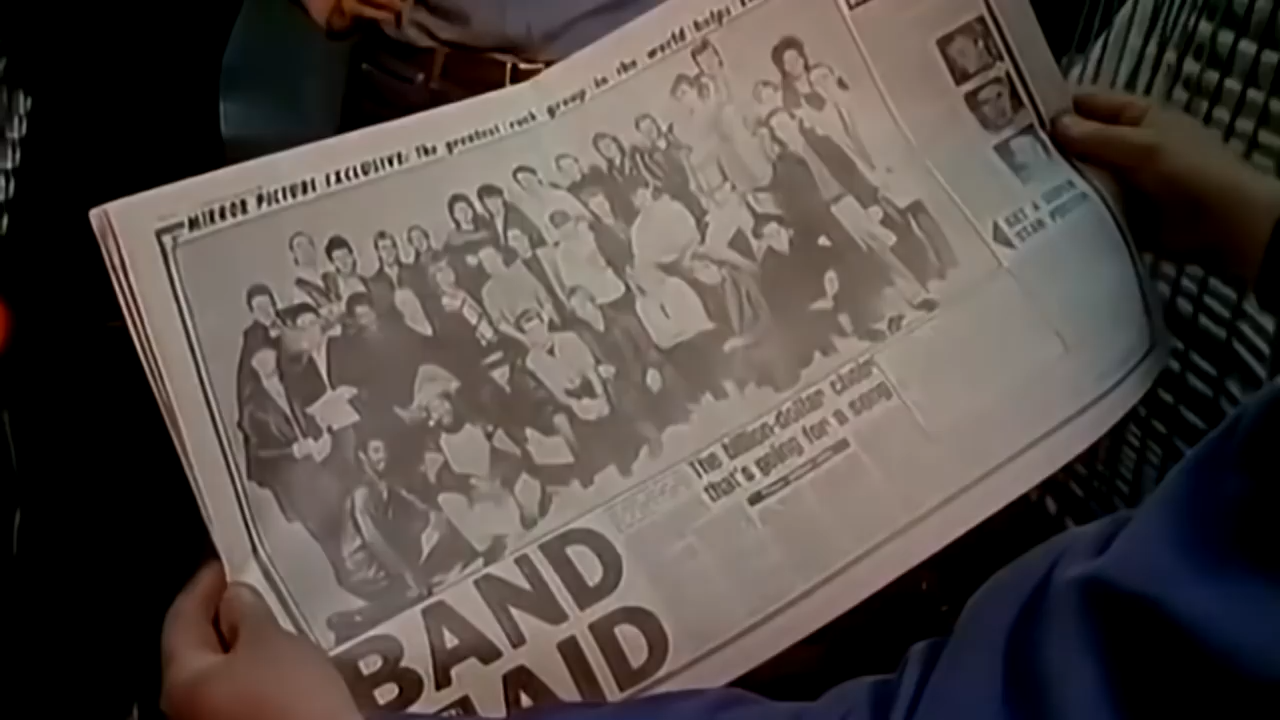 MIRROR PICTURE EXCLUSIVE: The greatest rock group in the world helps
GET A
STAR POSTER
The billion-dollar choir
that's going for a song
BAND
AID